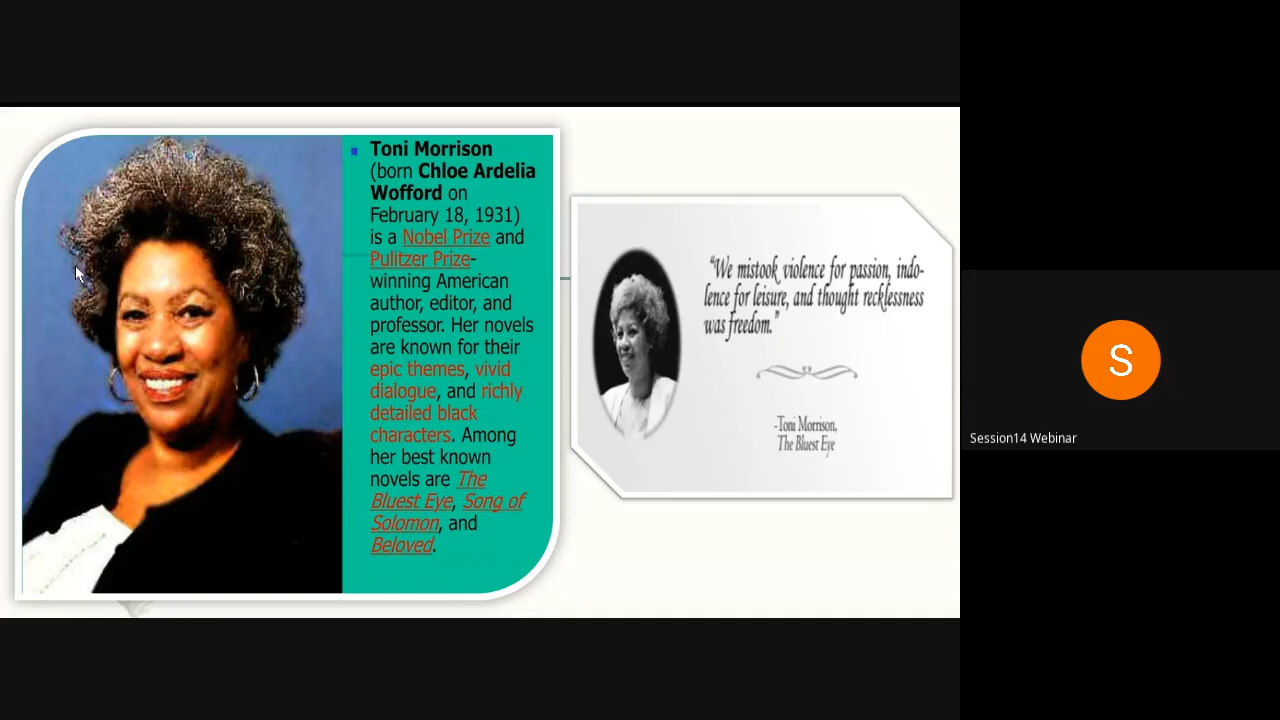 Toni Morrison
(born Chloe Ardelia
Wofford on
February 18, 1931)
is a Nobel Prize and
Pulitzer Prize-
winning American
author, editor, and
professor. Her novels
are known for their
epic themes, vivid
dialogue, and richly
detailed black
characters. Among
her best known
novels are The
Bluest Eye, Song of
Solomon, and
Beloved.
“We mistook violence for passion, indo-
lence for leisure, and thought recklessness
was freedom.”
-Toni Morrison,
The Bluest Eye
S
Session14 Webinar